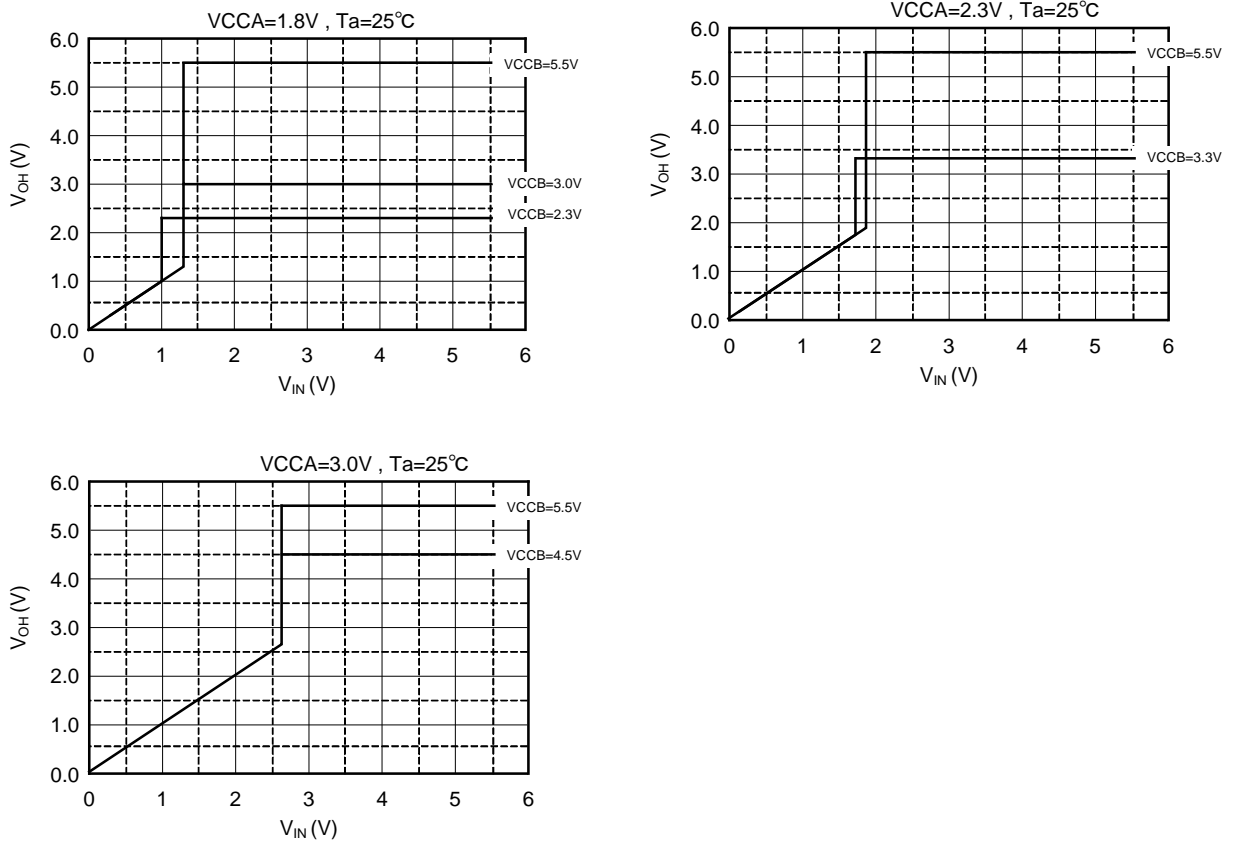 VCCA=1.8V , Ta=25℃
6.0
5.0
4.0
3.0
2.0
1.0
0.0
VOH (V)
VCCB=5.5V
VCCB=3.0V
VCCB=2.3V
0 1 2 3 4 5 6
VIN (V)
VCCA=2.3V , Ta=25℃
6.0
5.0
4.0
3.0
2.0
1.0
0.0
VOH (V)
VCCB=5.5V
VCCB=3.3V
0 1 2 3 4 5 6
VIN (V)
VCCA=3.0V , Ta=25℃
6.0
5.0
4.0
3.0
2.0
1.0
0.0
VOH (V)
VCCB=5.5V
VCCB=4.5V
0 1 2 3 4 5 6
VIN (V)